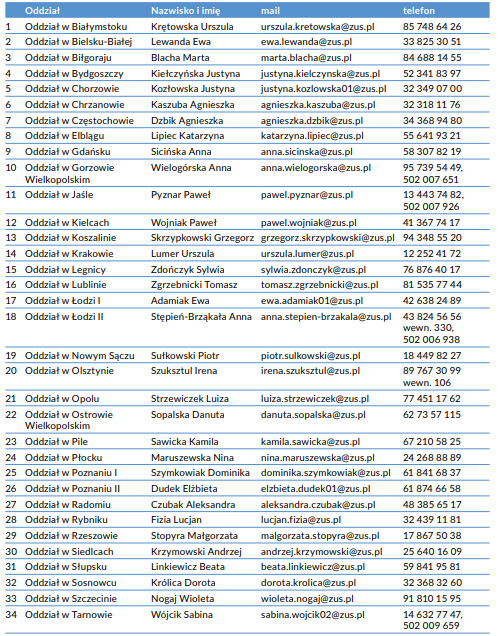 Oddział Nazwisko i imię mail telefon
1 Oddział w Białymstoku Krętowska Urszula urszula.kretowska@zus.pl 85 748 64 26
2 Oddział w Bielsku-Białej Lewanda Ewa ewa.lewanda@zus.pl 33 825 30 51
3 Oddział w Biłgoraju Blacha Marta marta.blacha@zus.pl 84 688 14 55
4 Oddział w Bydgoszczy Kiełczyńska Justyna justyna.kielczynska@zus.pl 52 341 83 97
5 Oddział w Chorzowie Kozłowska Justyna justyna.kozlowska01@zus.pl 32 349 07 00
6 Oddział w Chrzanowie Kaszuba Agnieszka agnieszka.kaszuba@zus.pl 32 318 11 76
7 Oddział w Częstochowie Dzbik Agnieszka agnieszka.dzbik@zus.pl 34 368 94 80
8 Oddział w Elblągu Lipiec Katarzyna katarzyna.lipiec@zus.pl 55 641 93 21
9 Oddział w Gdańsku Sicińska Anna anna.sicinska@zus.pl 58 307 82 19
10 Oddział w Gorzowie Wielogórska Anna anna.wielogorska@zus.pl 95 739 54 49,
Wielkopolskim 502 007 651
11 Oddział w Jaśle Pyznar Paweł pawel.pyznar@zus.pl 13 443 74 82,
502 007 926
12 Oddział w Kielcach Wojniak Paweł pawel.wojniak@zus.pl 41 367 74 17
13 Oddział w Koszalinie Skrzypkowski Grzegorz grzegorz.skrzypkowski@zus.pl 94 348 55 20
14 Oddział w Krakowie Lumer Urszula urszula.lumer@zus.pl 12 252 41 72
15 Oddział w Legnicy Zdończyk Sylwia sylwia.zdonczyk@zus.pl 76 876 40 17
16 Oddział w Lublinie Zgrzebnicki Tomasz tomasz.zgrzebnicki@zus.pl 81 535 77 44
17 Oddział w Łodzi I Adamiak Ewa ewa.adamiak01@zus.pl 42 638 24 89
18 Oddział w Łodzi II Stępień-Brząkała Anna anna.stepien-brzakala@zus.pl 43 824 56 56
wewn. 330,
502 006 938
19 Oddział w Nowym Sączu Sułkowski Piotr piotr.sulkowski@zus.pl 18 449 82 27
20 Oddział w Olsztynie Szuksztul Irena irena.szuksztul@zus.pl 89 767 30 99
wewn. 106
21 Oddział w Opolu Strzewiczek Luiza luiza.strzewiczek@zus.pl 77 451 17 62
22 Oddział w Ostrowie Sopalska Danuta danuta.sopalska@zus.pl 62 73 57 115
Wielkopolskim
23 Oddział w Pile Sawicka Kamila kamila.sawicka@zus.pl 67 210 58 25
24 Oddział w Płocku Maruszewska Nina nina.maruszewska@zus.pl 24 268 88 89
25 Oddział w Poznaniu I Szymkowiak Dominika dominika.szymkowiak@zus.pl 61 841 68 37
26 Oddział w Poznaniu II Dudek Elżbieta elzbieta.dudek01@zus.pl 61 874 66 58
27 Oddział w Radomiu Czubak Aleksandra aleksandra.czubak@zus.pl 48 385 65 17
28 Oddział w Rybniku Fizia Lucjan lucjan.fizia@zus.pl 32 439 11 81
29 Oddział w Rzeszowie Stopyra Małgorzata malgorzata.stopyra@zus.pl 17 867 50 38
30 Oddział w Siedlcach Krzymowski Andrzej andrzej.krzymowski@zus.pl 25 640 16 09
31 Oddział w Słupsku Linkiewicz Beata beata.linkiewicz@zus.pl 59 841 95 81
32 Oddział w Sosnowcu Królica Dorota dorota.krolica@zus.pl 32 368 32 60
33 Oddział w Szczecinie Nogaj Wioleta wioleta.nogaj@zus.pl 91 810 15 95
34 Oddział w Tarnowie Wójcik Sabina sabina.wojcik02@zus.pl 14 632 77 47,
502 009 659